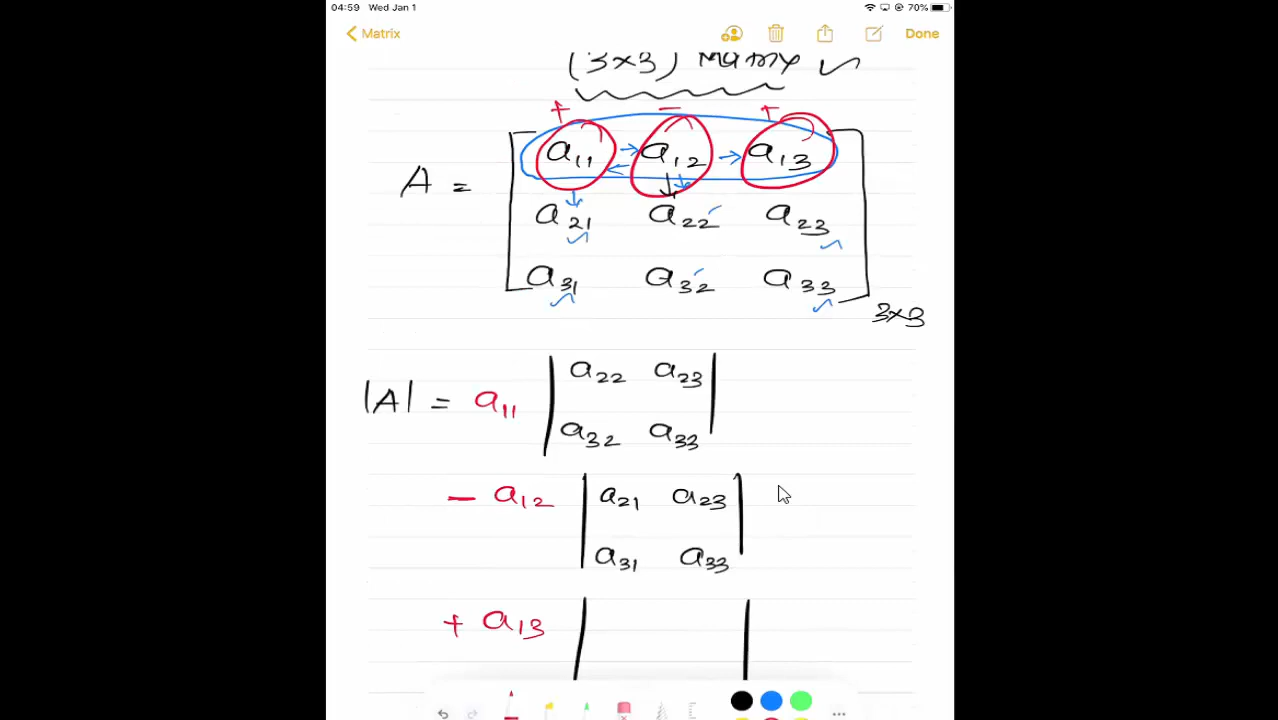 04:59 Wed Jan 1 70%
Matrix Done
(3×3) Matrix
+ − +
a11 a12 a13
A =
a21 a22 a23
a31 a32 a33
3×3
a22 a23
|A| = a11
a32 a33
− a12 a21 a23
a31 a33
+ a13